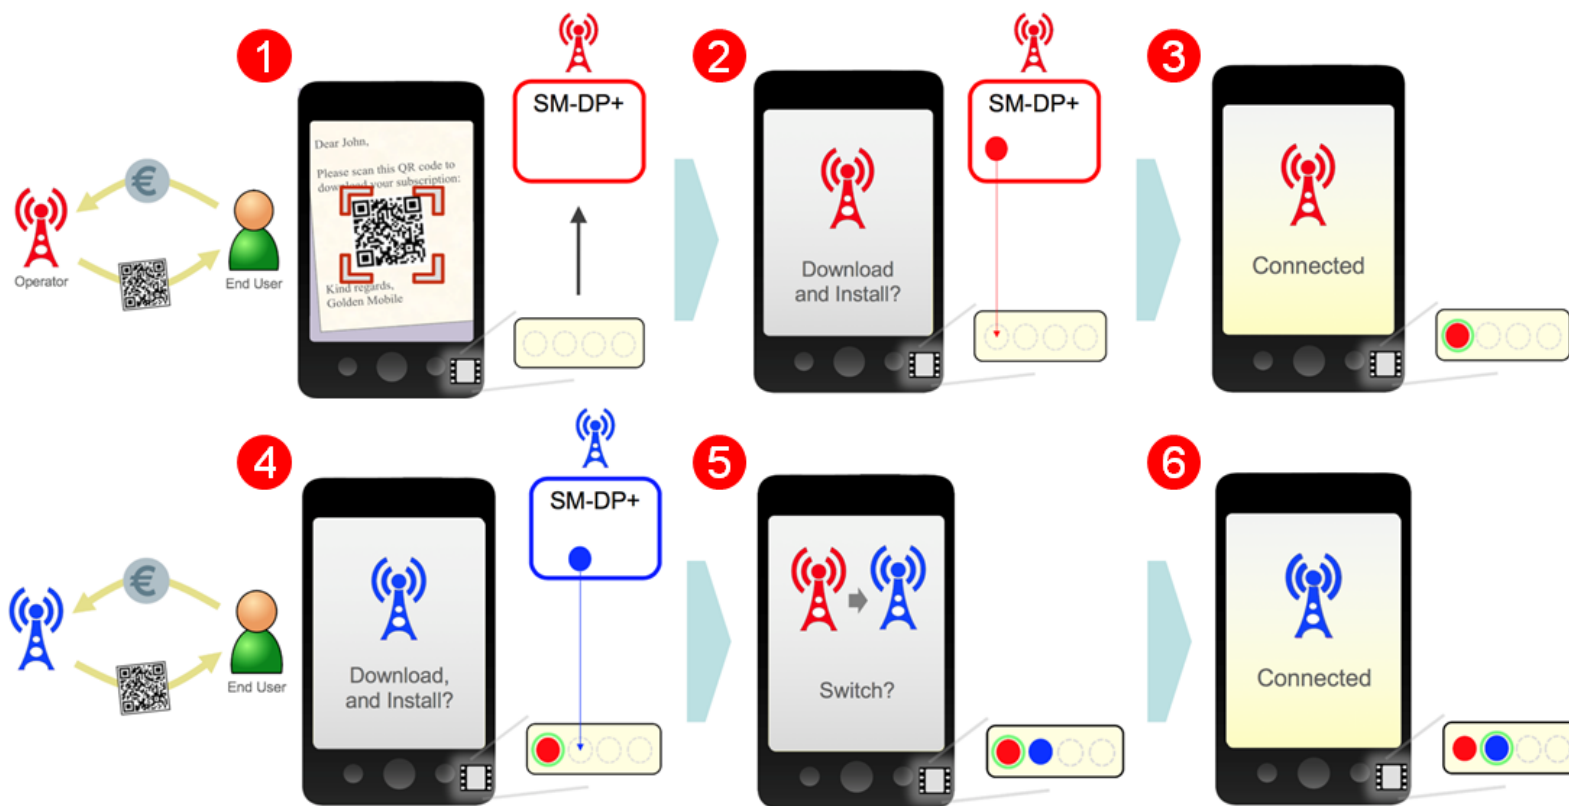 1
SM-DP+
Dear John,
Please scan this QR code to
download your subscription:
Kind regards,
Golden Mobile
€
Operator
End User
2
SM-DP+
Download
and Install?
3
Connected
4
SM-DP+
€
End User
Download,
and Install?
5
Switch?
6
Connected